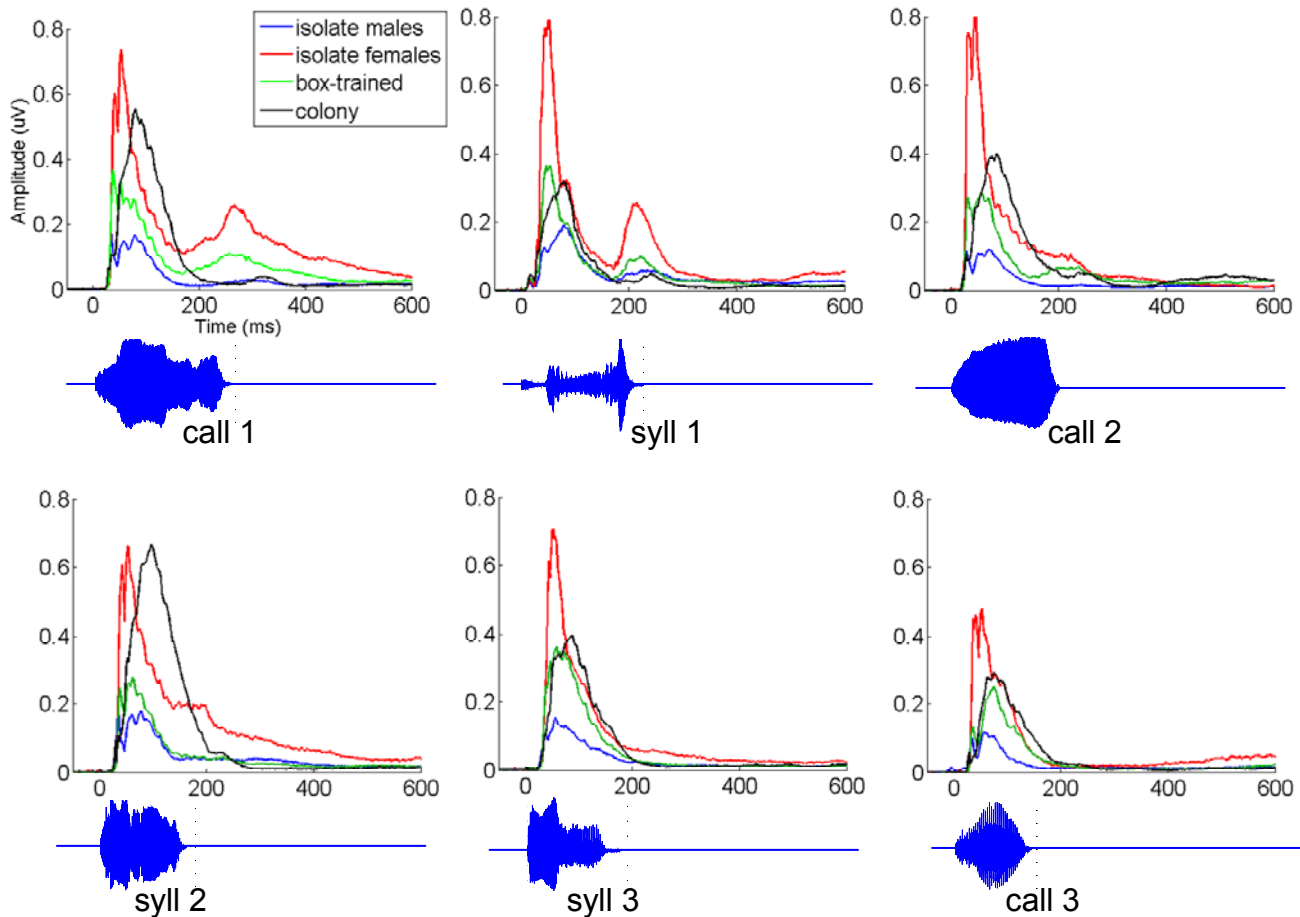 isolate males
isolate females
box-trained
colony
Amplitude (uV)
0.8
0.6
0.4
0.2
0
0 200 400 600
Time (ms)
call 1
0.8
0.6
0.4
0.2
0
0 200 400 600
syll 1
0.8
0.6
0.4
0.2
0
0 200 400 600
call 2
0.8
0.6
0.4
0.2
0
0 200 400 600
syll 2
0.8
0.6
0.4
0.2
0
0 200 400 600
syll 3
0.8
0.6
0.4
0.2
0
0 200 400 600
call 3